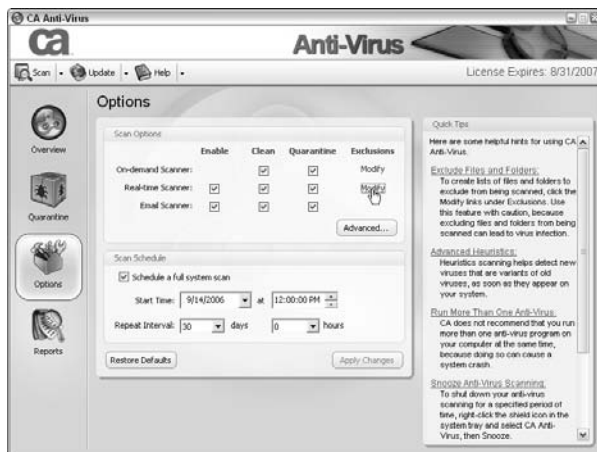 CA Anti-Virus
ca
Anti-Virus
Scan Update Help
License Expires: 8/31/2007
Overview
Quarantine
Options
Reports
Options
Scan Options
Enable Clean Quarantine Exclusions
On-demand Scanner: Modify
Real-time Scanner: Modify
Email Scanner:
Advanced...
Scan Schedule
Schedule a full system scan
Start Time: 9/14/2006 at 12:00:00 PM
Repeat Interval: 30 days 0 hours
Restore Defaults
Apply Changes
Quick Tips
Here are some helpful hints for using CA
Anti-Virus.
Exclude Files and Folders:
To create lists of files and folders to
exclude from being scanned, click the
Modify links under Exclusions. Use
this feature with caution, because
excluding files and folders from being
scanned can lead to virus infection.
Advanced Heuristics:
Heuristics scanning helps detect new
viruses that are variants of old
viruses, as soon as they appear on
your system.
Run More Than One Anti-Virus:
CA does not recommend that you run
more than one anti-virus program on
your computer at the same time,
because doing so can cause a
system crash.
Snooze Anti-Virus Scanning:
To shut down your anti-virus
scanning for a specified period of
time, right-click the shield icon in the
system tray and select CA Anti-
Virus, then Snooze.